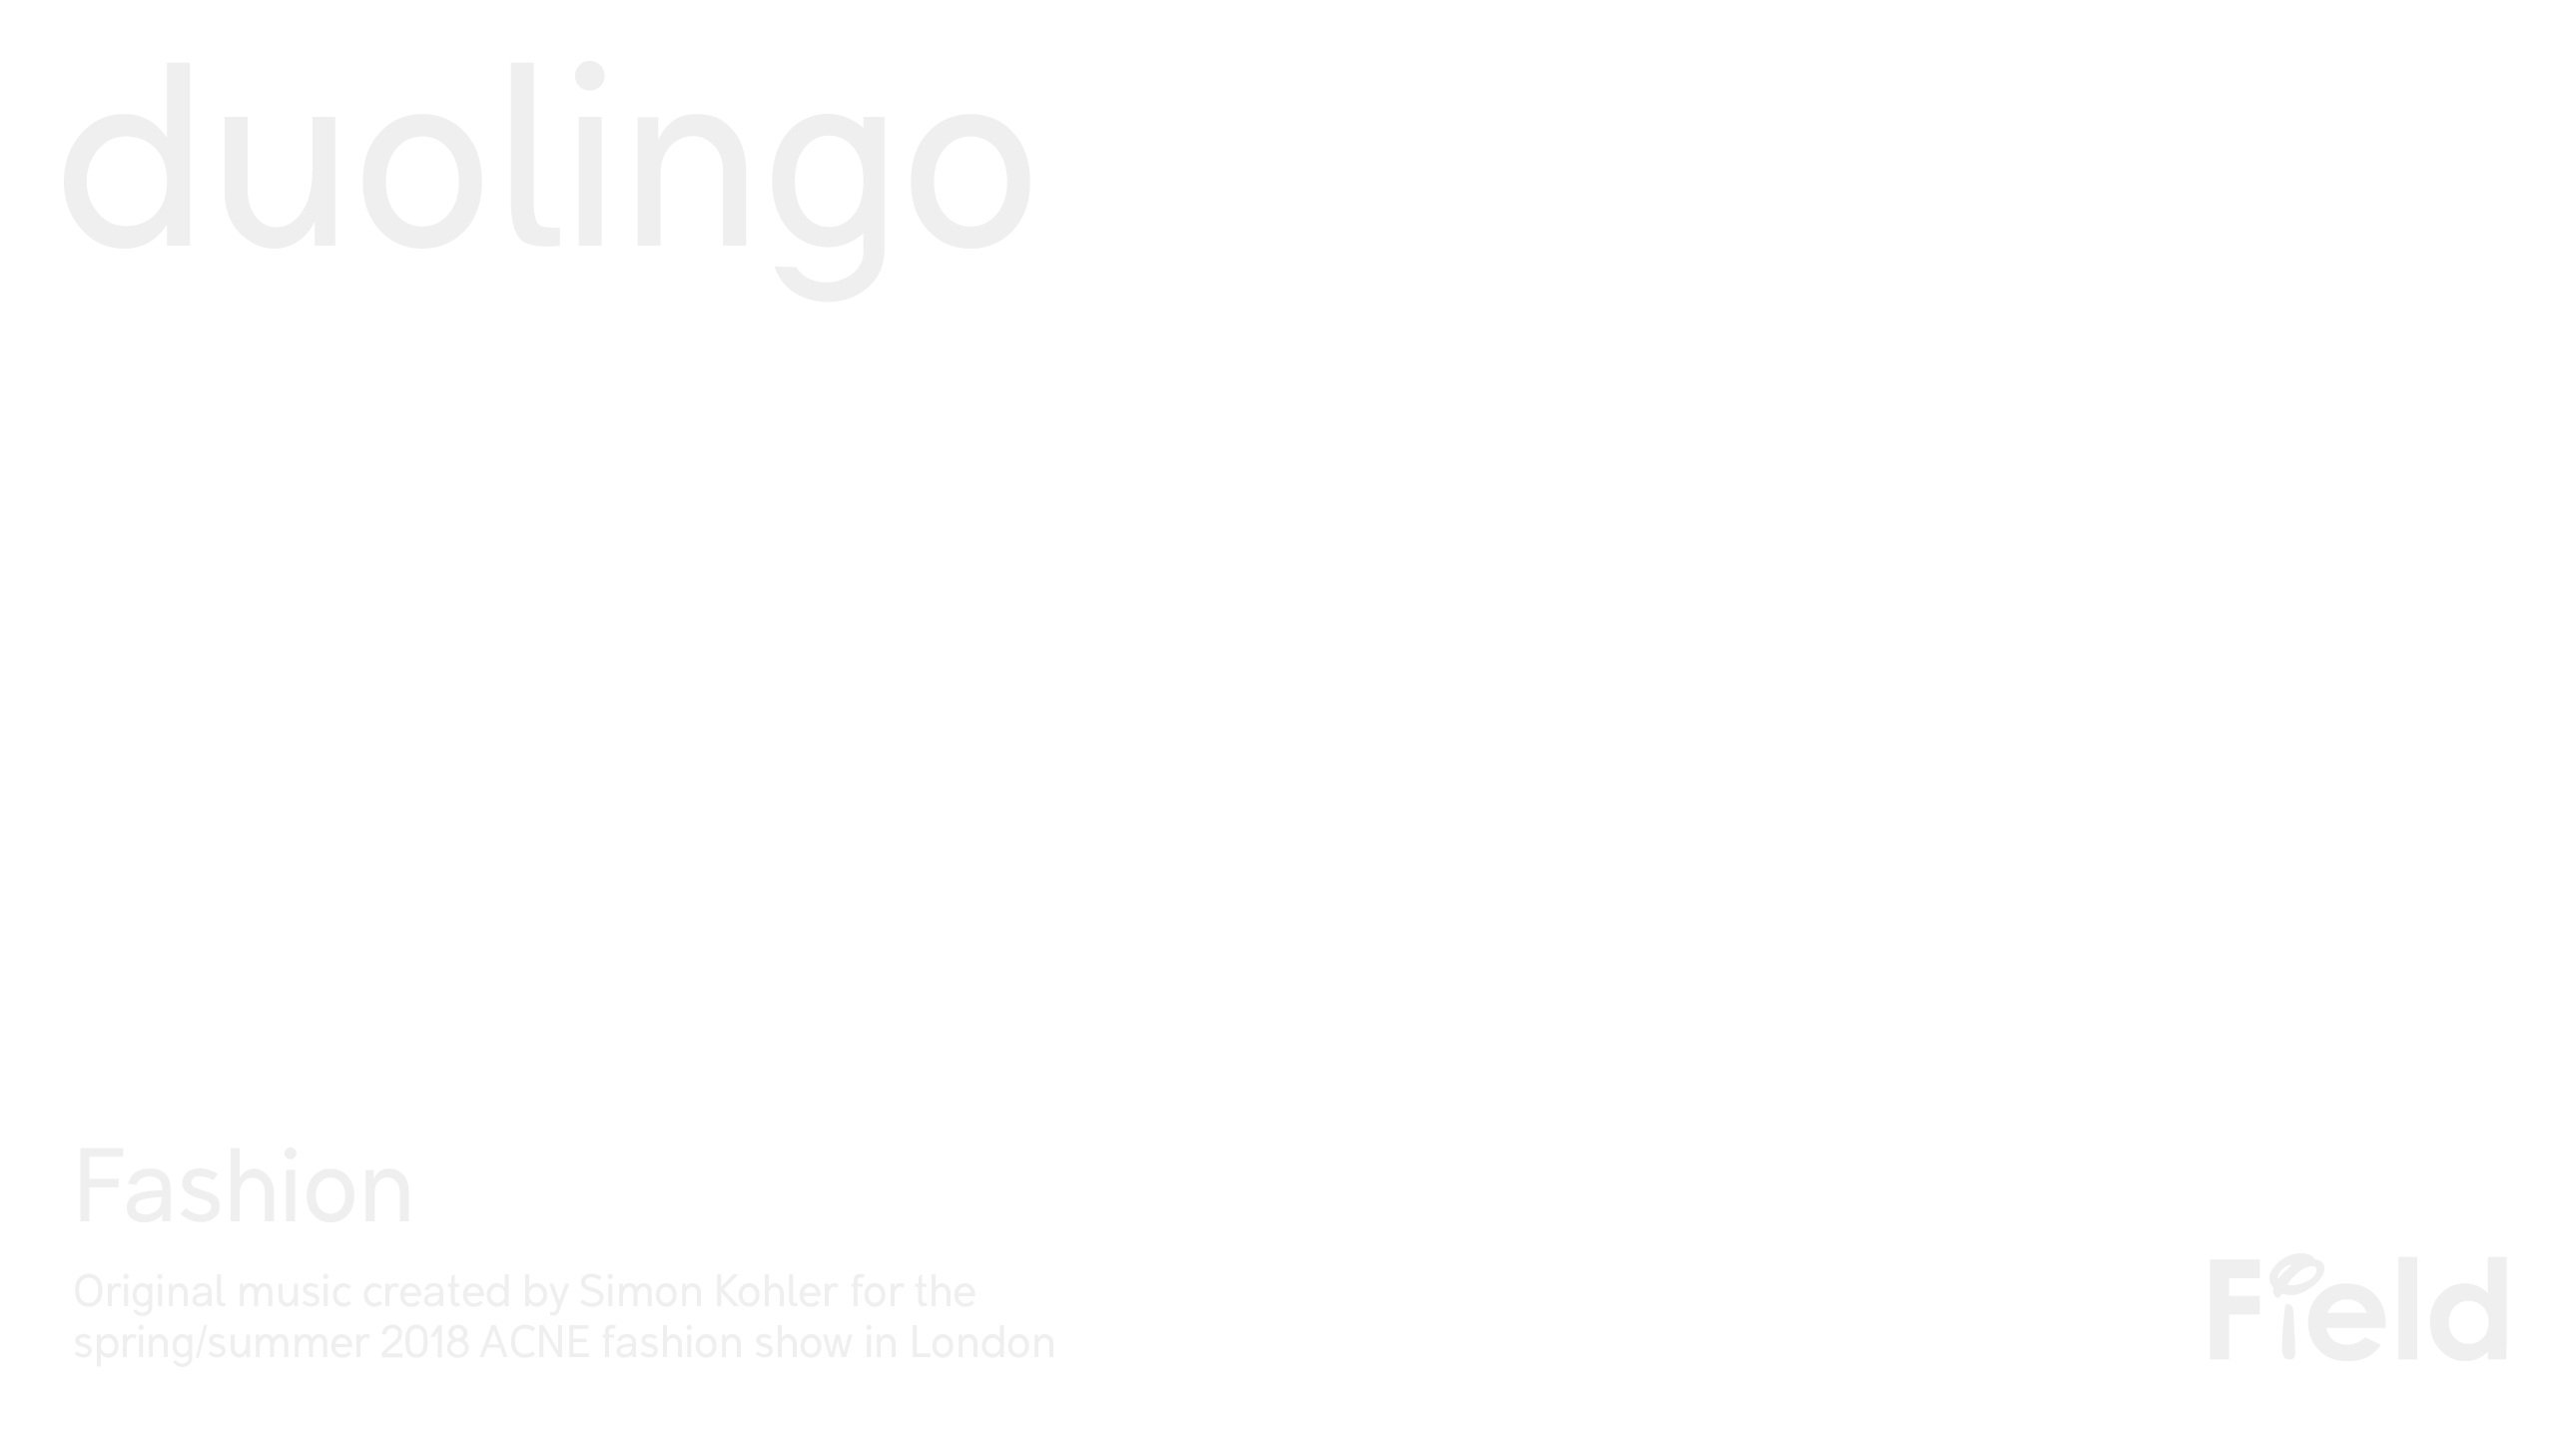 duolingo
Fashion
Original music created by Simon Kohler for the
spring/summer 2018 ACNE fashion show in London
Field